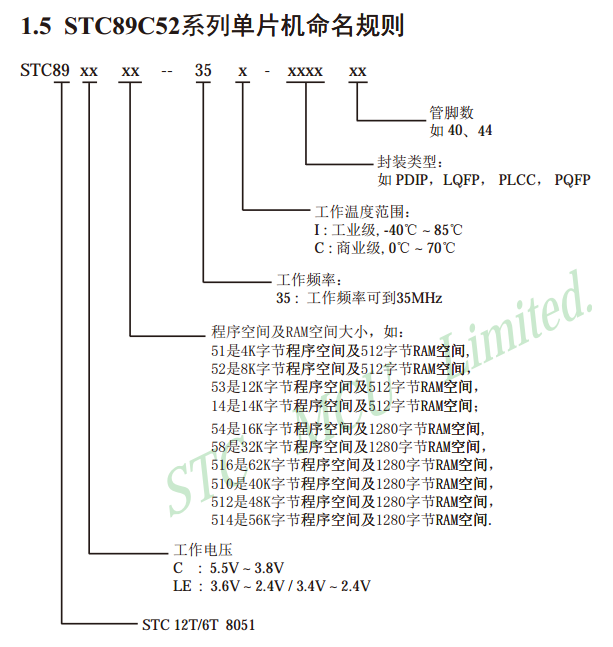 1.5 STC89C52系列单片机命名规则
STC89 xx xx -- 35 x - xxxx xx
管脚数
如 40、44
封装类型:
如 PDIP, LQFP, PLCC, PQFP
工作温度范围:
I : 工业级, -40℃ ~ 85℃
C : 商业级, 0℃ ~ 70℃
工作频率:
35 : 工作频率可到35MHz
程序空间及RAM空间大小, 如:
51是4K字节程序空间及512字节RAM空间,
52是8K字节程序空间及512字节RAM空间,
53是12K字节程序空间及512字节RAM空间,
14是14K字节程序空间及512字节RAM空间;
54是16K字节程序空间及1280字节RAM空间,
58是32K字节程序空间及1280字节RAM空间,
516是62K字节程序空间及1280字节RAM空间,
510是40K字节程序空间及1280字节RAM空间,
512是48K字节程序空间及1280字节RAM空间,
514是56K字节程序空间及1280字节RAM空间.
工作电压
C : 5.5V ~ 3.8V
LE : 3.6V ~ 2.4V / 3.4V ~ 2.4V
STC 12T/6T 8051
STC MCU Limited.